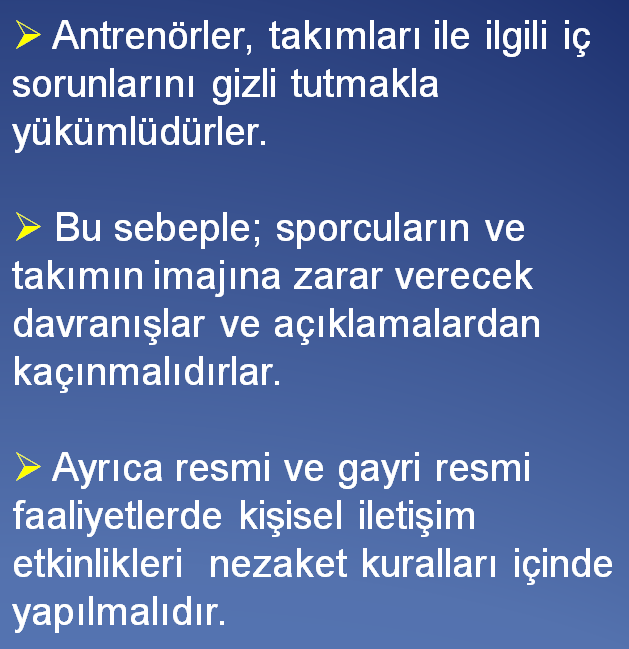 ➢ Antrenörler, takımları ile ilgili iç
sorunlarını gizli tutmakla
yükümlüdürler.
➢ Bu sebeple; sporcuların ve
takımın imajına zarar verecek
davranışlar ve açıklamalardan
kaçınmalıdırlar.
➢ Ayrıca resmi ve gayri resmi
faaliyetlerde kişisel iletişim
etkinlikleri nezaket kuralları içinde
yapılmalıdır.